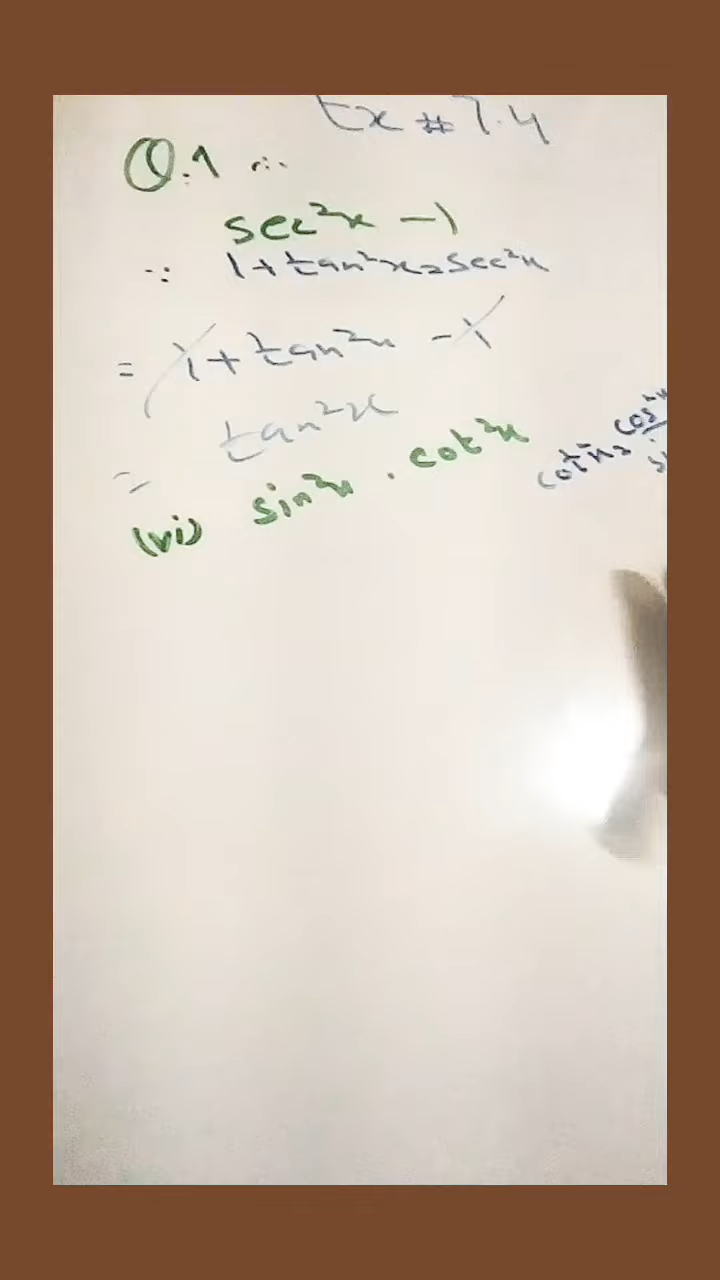 Ex # 7.4
Q.1 ∴
sec²x - 1
∵ 1 + tan²x = sec²x
= 1 + tan²x - 1
= tan²x
(vi) sin²x . cot²x
cot²x = cos²x